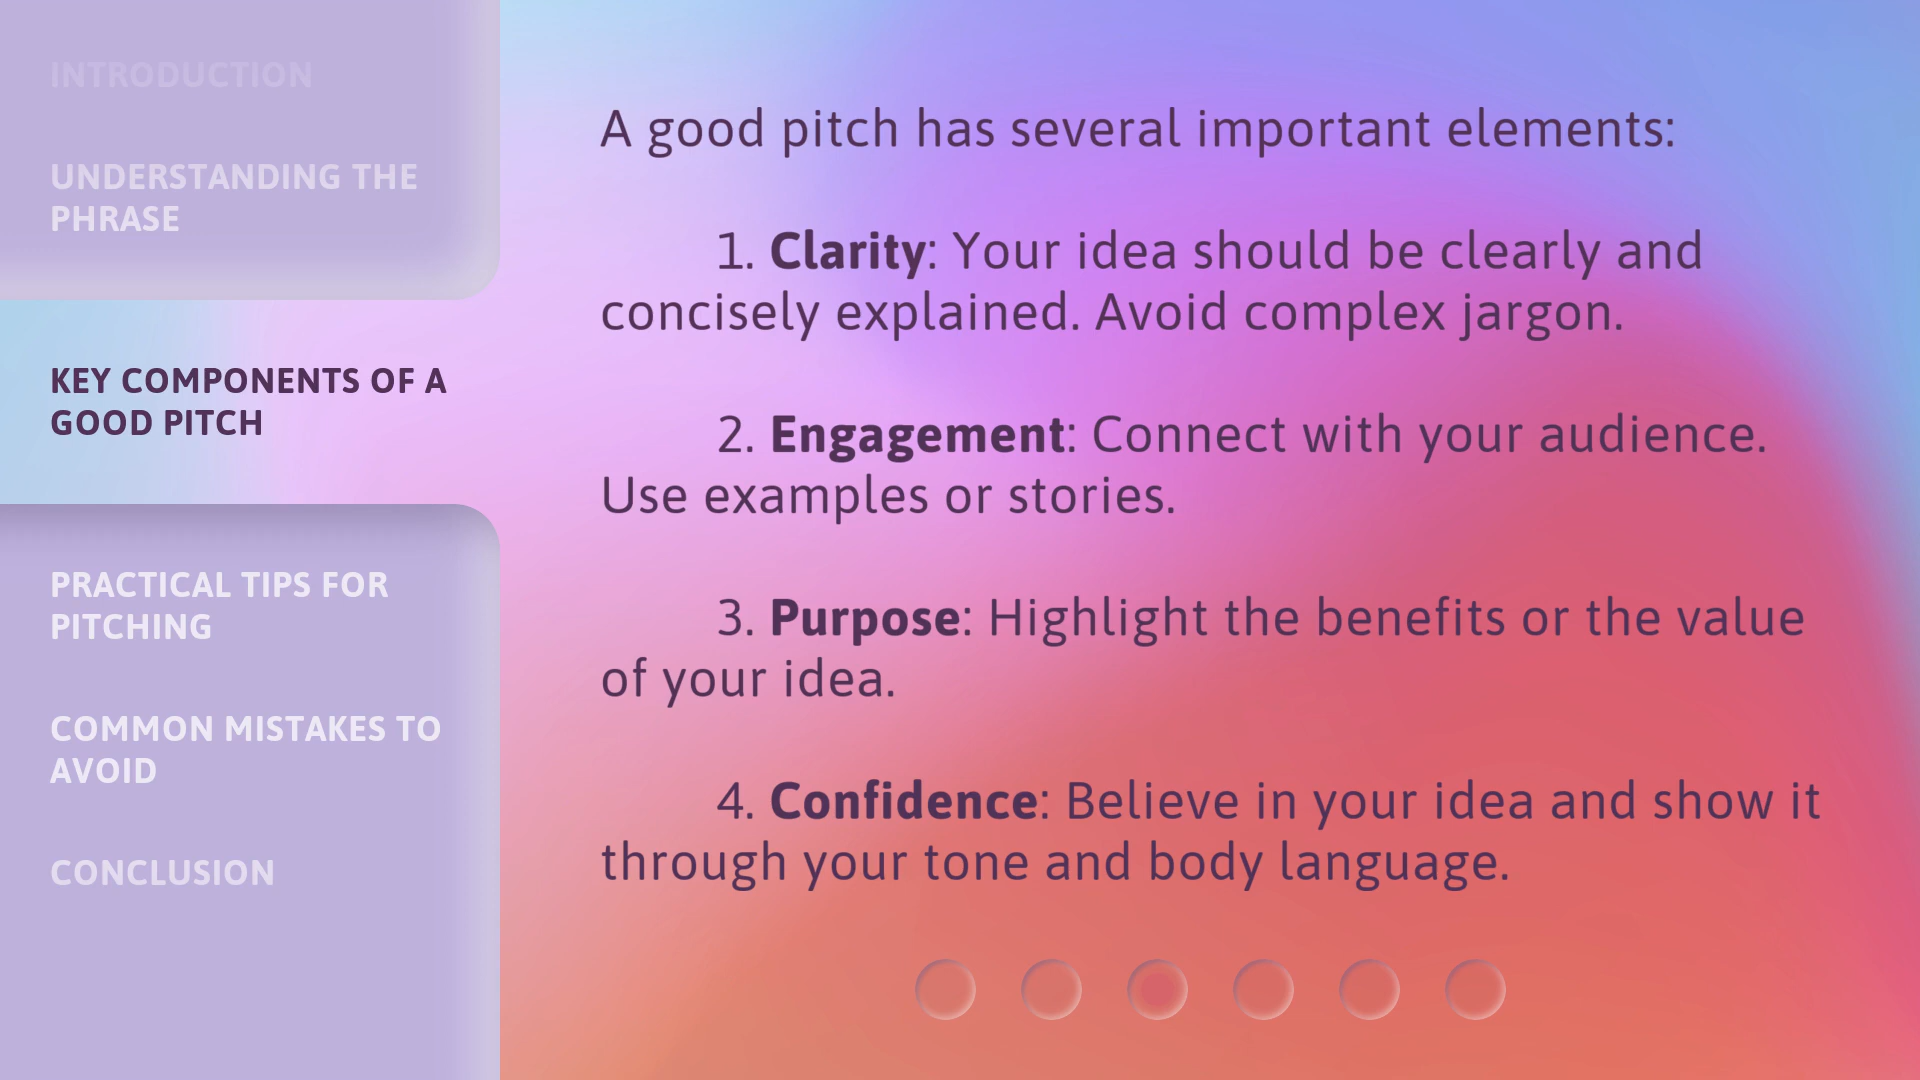 INTRODUCTION
UNDERSTANDING THE
PHRASE
KEY COMPONENTS OF A
GOOD PITCH
PRACTICAL TIPS FOR
PITCHING
COMMON MISTAKES TO
AVOID
CONCLUSION
A good pitch has several important elements:
1. Clarity: Your idea should be clearly and
concisely explained. Avoid complex jargon.
2. Engagement: Connect with your audience.
Use examples or stories.
3. Purpose: Highlight the benefits or the value
of your idea.
4. Confidence: Believe in your idea and show it
through your tone and body language.